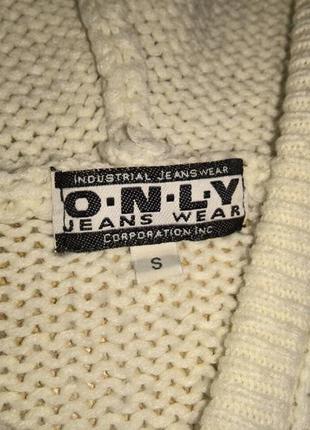 INDUSTRIAL JEANSWEAR
O·N·L·Y
JEANS WEAR
CORPORATION INC
S